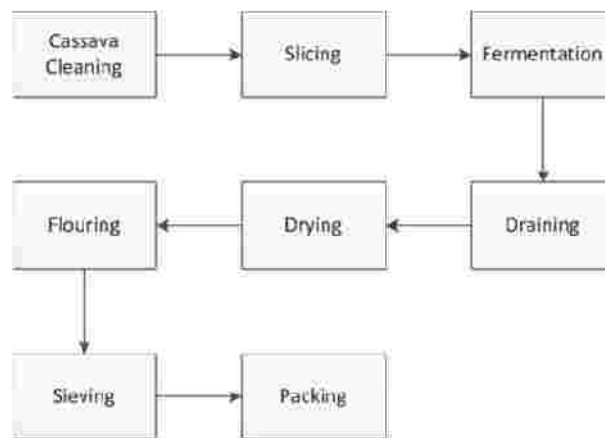 Cassava
Cleaning
Slicing
Fermentation
Draining
Drying
Flouring
Sieving
Packing